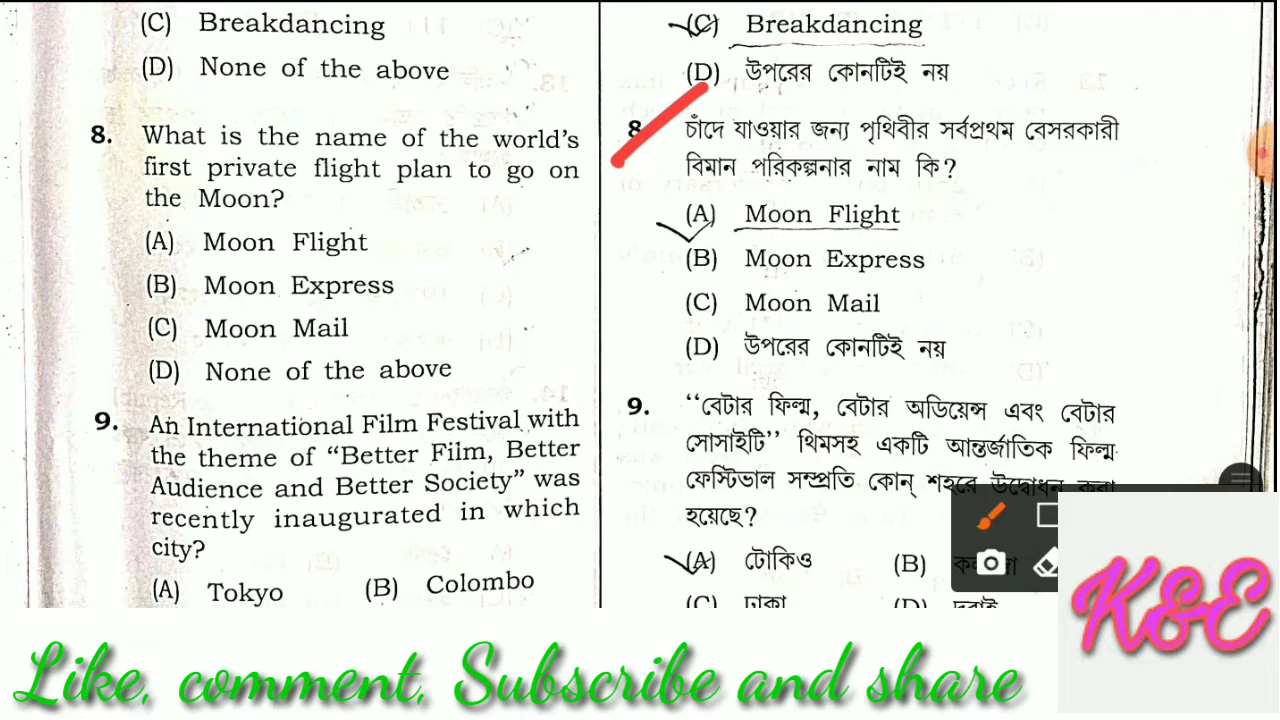 (C) Breakdancing
(D) None of the above
8. What is the name of the world's
first private flight plan to go on
the Moon?
(A) Moon Flight
(B) Moon Express
(C) Moon Mail
(D) None of the above
9. An International Film Festival with
the theme of "Better Film, Better
Audience and Better Society" was
recently inaugurated in which
city?
(A) Tokyo (B) Colombo
(C) Breakdancing
(D) উপরের কোনটিই নয়
8. চাঁদে যাওয়ার জন্য পৃথিবীর সর্বপ্রথম বেসরকারী
বিমান পরিকল্পনার নাম কি?
(A) Moon Flight
(B) Moon Express
(C) Moon Mail
(D) উপরের কোনটিই নয়
9. "বেটার ফিল্ম, বেটার অডিয়েন্স এবং বেটার
সোসাইটি" থিমসহ একটি আন্তর্জাতিক ফিল্ম
ফেস্টিভাল সম্প্রতি কোন্ শহরে উদ্বোধন করা
হয়েছে?
(A) টোকিও (B)
(C) ঢাকা (D) দুবাই
K&E
Like, comment, Subscribe and share